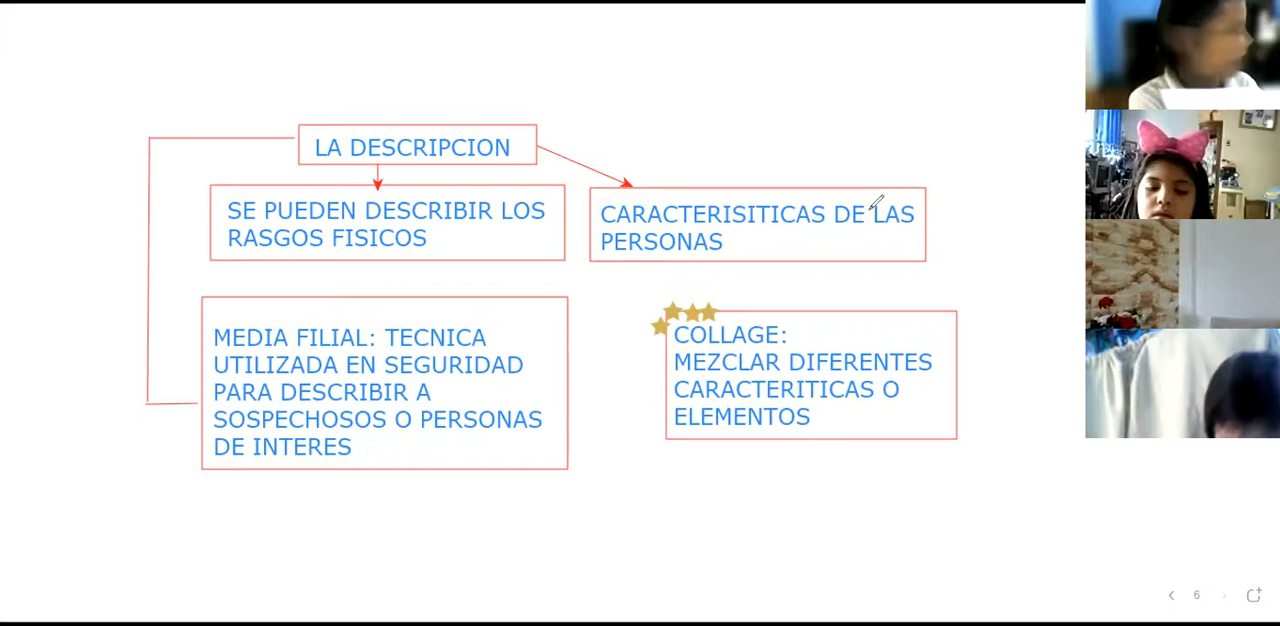 LA DESCRIPCION
SE PUEDEN DESCRIBIR LOS
RASGOS FISICOS
CARACTERISITICAS DE LAS
PERSONAS
MEDIA FILIAL: TECNICA
UTILIZADA EN SEGURIDAD
PARA DESCRIBIR A
SOSPECHOSOS O PERSONAS
DE INTERES
COLLAGE:
MEZCLAR DIFERENTES
CARACTERITICAS O
ELEMENTOS
6